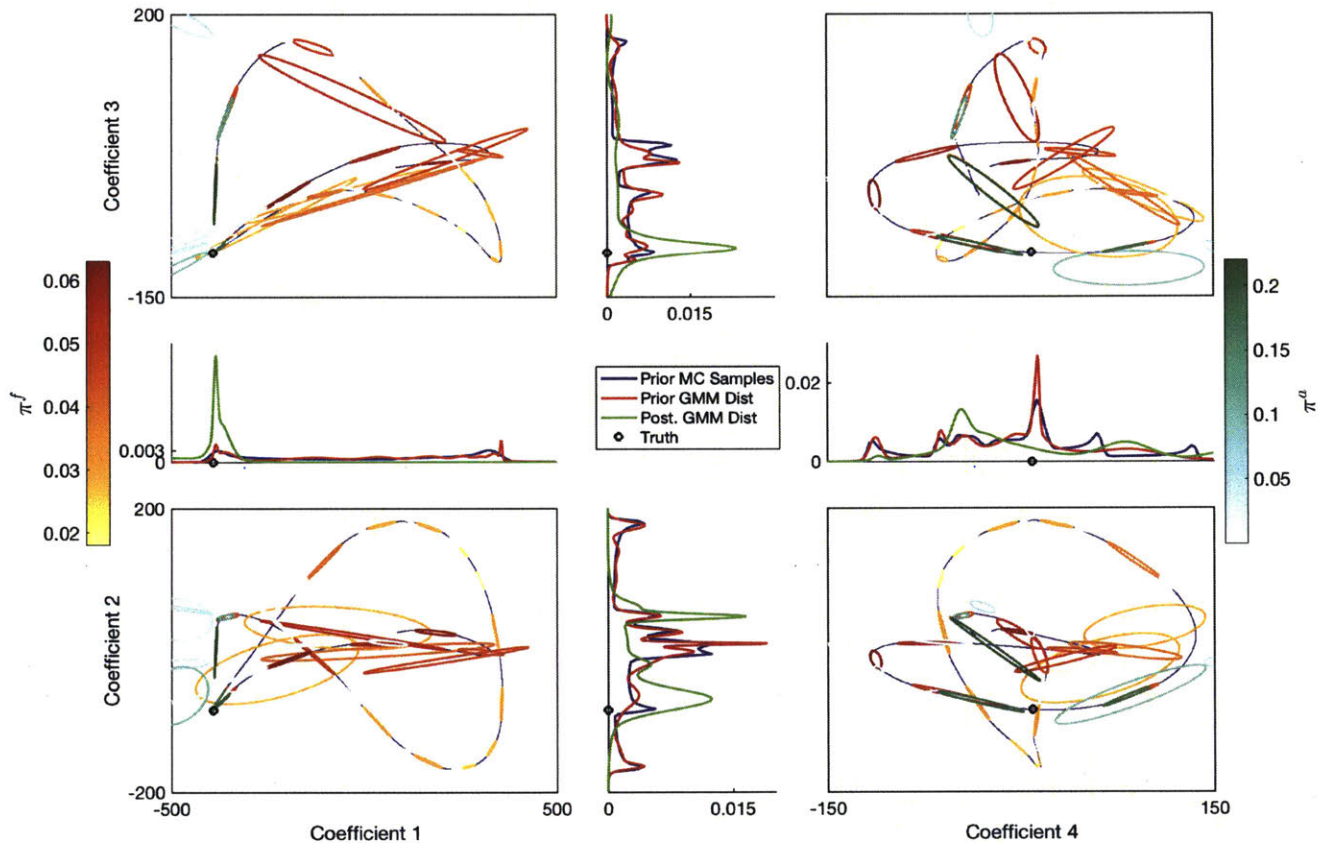 200
Coefficient 3
-150
0
0.015
0.06
0.05
0.04
0.03
0.02
π^f
0.2
0.15
0.1
0.05
π^a
0.003
0
Prior MC Samples
Prior GMM Dist
Post. GMM Dist
Truth
0.02
0
200
Coefficient 2
-200
-500
500
Coefficient 1
0
0.015
-150
150
Coefficient 4